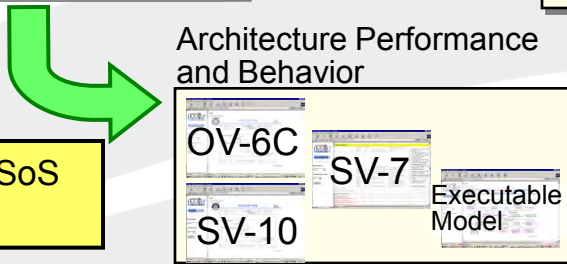 Architecture Performance
and Behavior
OV-6C
SV-7
Executable
Model
SV-10
SoS